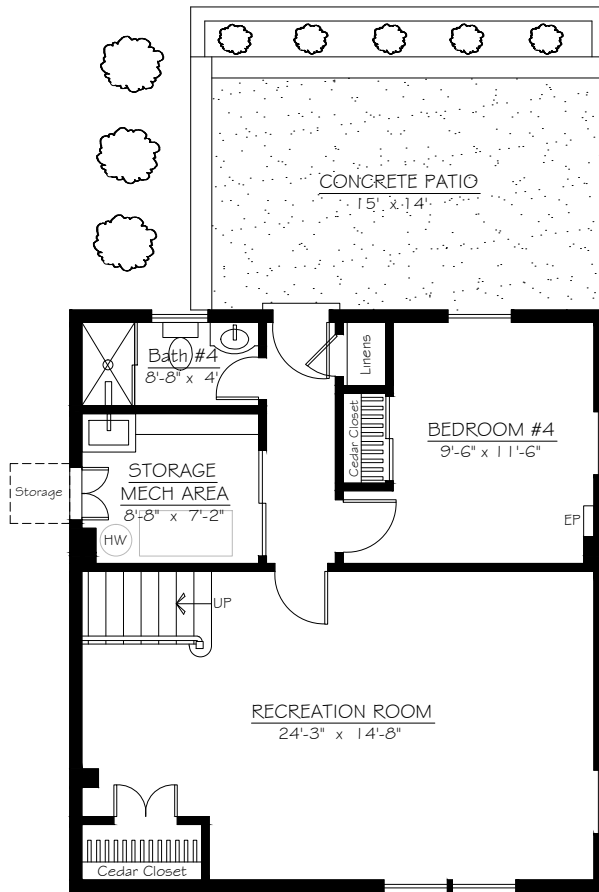 CONCRETE PATIO
15' x 14'
Linens
Bath #4
8'-8" x 4'
Cedar Closet
BEDROOM #4
9'-6" x 11'-6"
STORAGE
MECH AREA
8'-8" x 7'-2"
Storage
HW
EP
UP
RECREATION ROOM
24'-3" x 14'-8"
Cedar Closet